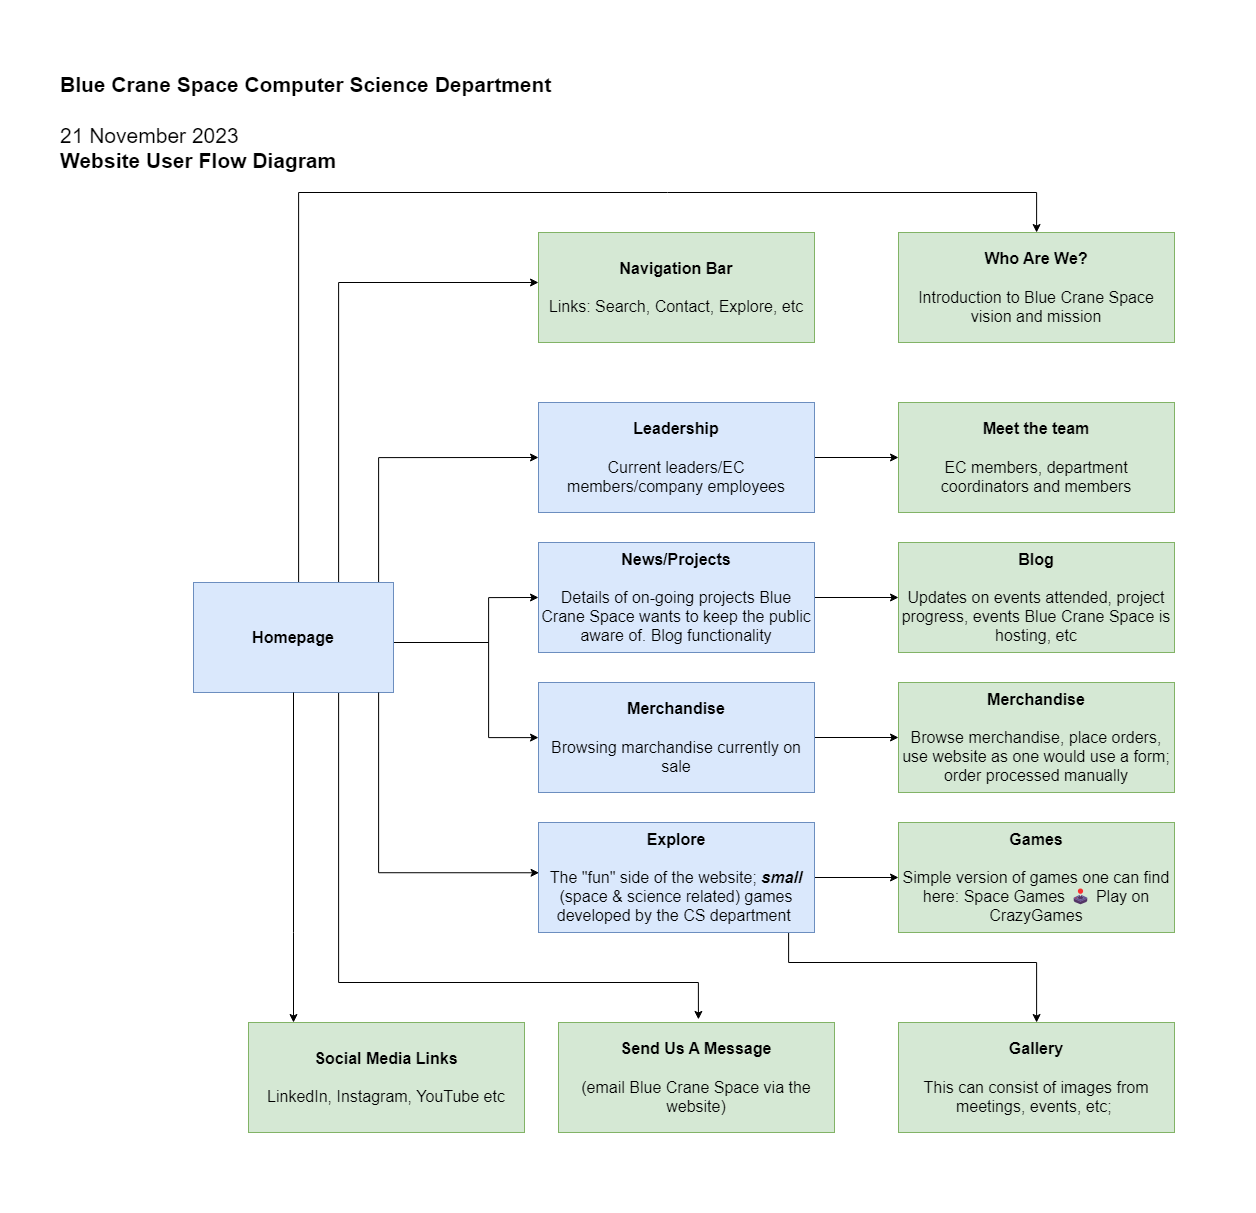 Blue Crane Space Computer Science Department
21 November 2023
Website User Flow Diagram
Navigation Bar
Links: Search, Contact, Explore, etc
Who Are We?
Introduction to Blue Crane Space
vision and mission
Leadership
Current leaders/EC
members/company employees
Meet the team
EC members, department
coordinators and members
Homepage
News/Projects
Details of on-going projects Blue
Crane Space wants to keep the public
aware of. Blog functionality
Blog
Updates on events attended, project
progress, events Blue Crane Space is
hosting, etc
Merchandise
Browsing marchandise currently on
sale
Merchandise
Browse merchandise, place orders,
use website as one would use a form;
order processed manually
Explore
The "fun" side of the website; small
(space & science related) games
developed by the CS department
Games
Simple version of games one can find
here: Space Games 🕹️ Play on
CrazyGames
Social Media Links
LinkedIn, Instagram, YouTube etc
Send Us A Message
(email Blue Crane Space via the
website)
Gallery
This can consist of images from
meetings, events, etc;